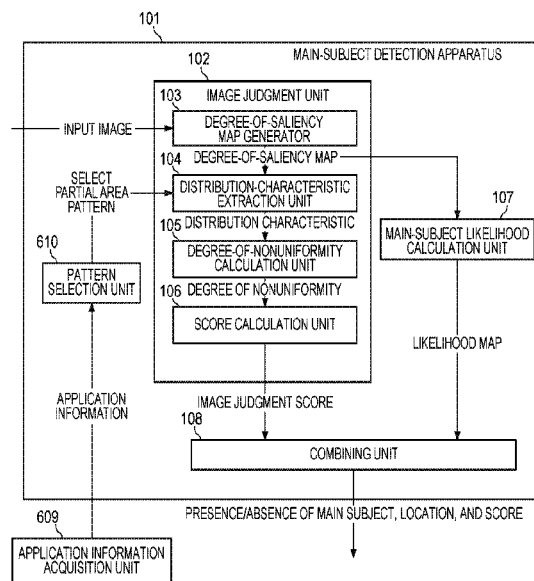 101
MAIN-SUBJECT DETECTION APPARATUS
102
IMAGE JUDGMENT UNIT
103
INPUT IMAGE
DEGREE-OF-SALIENCY
MAP GENERATOR
DEGREE-OF-SALIENCY MAP
SELECT
PARTIAL AREA
PATTERN
104
DISTRIBUTION-CHARACTERISTIC
EXTRACTION UNIT
107
MAIN-SUBJECT LIKELIHOOD
CALCULATION UNIT
DISTRIBUTION CHARACTERISTIC
105
DEGREE-OF-NONUNIFORMITY
CALCULATION UNIT
610
PATTERN
SELECTION UNIT
DEGREE OF NONUNIFORMITY
106
SCORE CALCULATION UNIT
LIKELIHOOD MAP
APPLICATION
INFORMATION
IMAGE JUDGMENT SCORE
108
COMBINING UNIT
PRESENCE/ABSENCE OF MAIN SUBJECT, LOCATION, AND SCORE
609
APPLICATION INFORMATION
ACQUISITION UNIT